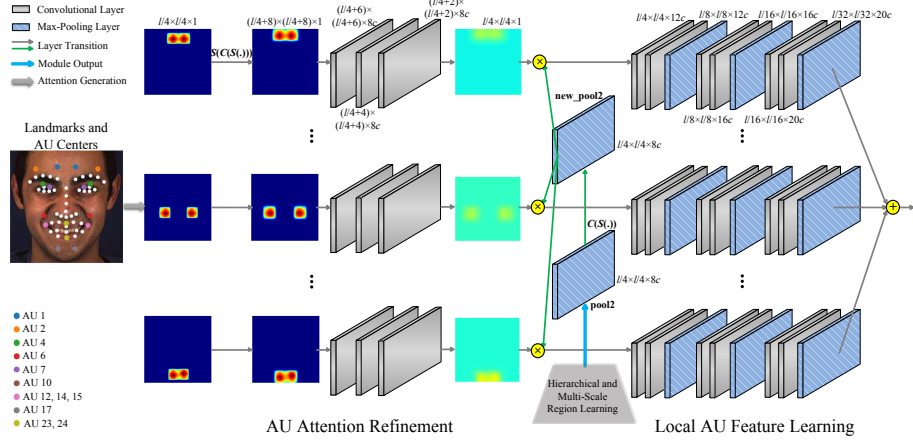 Convolutional Layer
Max-Pooling Layer
Layer Transition
Module Output
Attention Generation
Landmarks and
AU Centers
AU 1
AU 2
AU 4
AU 6
AU 7
AU 10
AU 12, 14, 15
AU 17
AU 23, 24
l/4×l/4×1
S(C(S(.)))
(l/4+8)×(l/4+8)×1
(l/4+6)×
(l/4+6)×8c
(l/4+4)×
(l/4+4)×8c
(l/4+2)×
(l/4+2)×8c
l/4×l/4×1
new_pool2
l/4×l/4×8c
C(S(.))
l/4×l/4×8c
pool2
Hierarchical and
Multi-Scale
Region Learning
l/4×l/4×12c
l/8×l/8×12c
l/8×l/8×16c
l/16×l/16×16c
l/16×l/16×20c
l/32×l/32×20c
AU Attention Refinement
Local AU Feature Learning